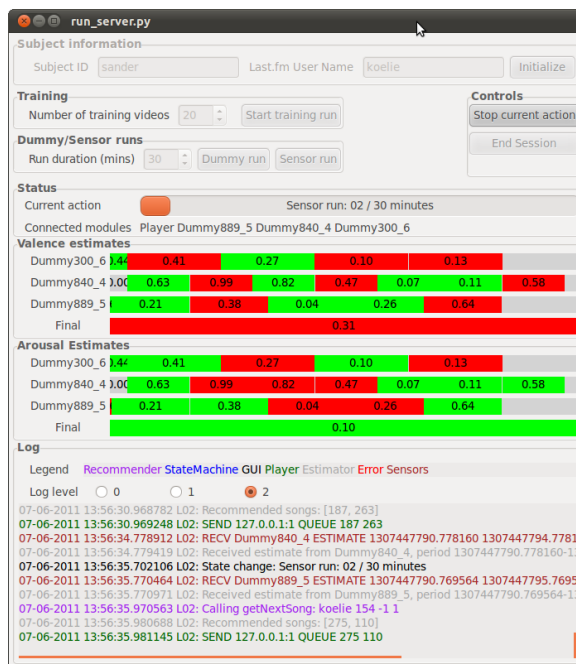 run_server.py
Subject information
Subject ID sander Last.fm User Name koelie Initialize
Training Controls
Number of training videos 20 Start training run Stop current action
Dummy/Sensor runs End Session
Run duration (mins) 30 Dummy run Sensor run
Status
Current action Sensor run: 02 / 30 minutes
Connected modules Player Dummy889_5 Dummy840_4 Dummy300_6
Valence estimates
Dummy300_6 0.44 0.41 0.27 0.10 0.13
Dummy840_4 0.00 0.63 0.99 0.82 0.47 0.07 0.11 0.58
Dummy889_5 0.21 0.38 0.04 0.26 0.64
Final 0.31
Arousal Estimates
Dummy300_6 0.44 0.41 0.27 0.10 0.13
Dummy840_4 0.00 0.63 0.99 0.82 0.47 0.07 0.11 0.58
Dummy889_5 0.21 0.38 0.04 0.26 0.64
Final 0.10
Log
Legend Recommender StateMachine GUI Player Estimator Error Sensors
Log level 0 1 2
07-06-2011 13:56:30.968782 L02: Recommended songs: [187, 263]
07-06-2011 13:56:30.969248 L02: SEND 127.0.0.1:1 QUEUE 187 263
07-06-2011 13:56:34.778912 L02: RECV Dummy840_4 ESTIMATE 1307447790.778160 1307447794.7781
07-06-2011 13:56:34.779419 L02: Received estimate from Dummy840_4, period 1307447790.778160-13
07-06-2011 13:56:35.702106 L02: State change: Sensor run: 02 / 30 minutes
07-06-2011 13:56:35.770464 L02: RECV Dummy889_5 ESTIMATE 1307447790.769564 1307447795.7695
07-06-2011 13:56:35.770971 L02: Received estimate from Dummy889_5, period 1307447790.769564-13
07-06-2011 13:56:35.970563 L02: Calling getNextSong: koelie 154 -1 1
07-06-2011 13:56:35.980688 L02: Recommended songs: [275, 110]
07-06-2011 13:56:35.981145 L02: SEND 127.0.0.1:1 QUEUE 275 110